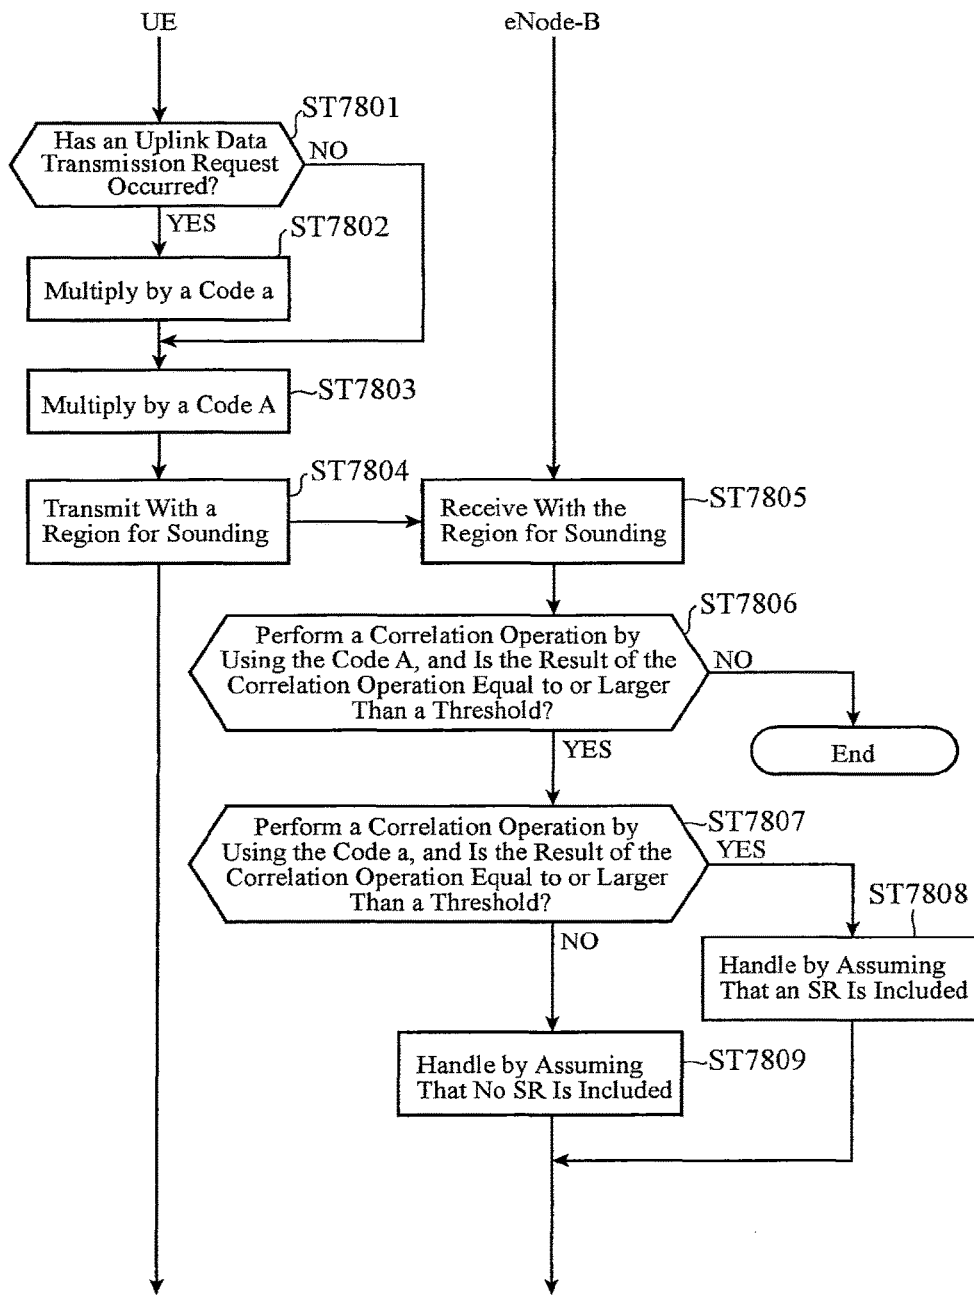 UE
eNode-B
ST7801
Has an Uplink Data
Transmission Request
Occurred?
NO
YES
ST7802
Multiply by a Code a
Multiply by a Code A
ST7803
ST7804
Transmit With a
Region for Sounding
Receive With the
Region for Sounding
ST7805
ST7806
Perform a Correlation Operation by
Using the Code A, and Is the Result of the
Correlation Operation Equal to or Larger
Than a Threshold?
NO
End
YES
ST7807
Perform a Correlation Operation by
Using the Code a, and Is the Result of the
Correlation Operation Equal to or Larger
Than a Threshold?
YES
ST7808
NO
Handle by Assuming
That an SR Is Included
Handle by Assuming
That No SR Is Included
ST7809